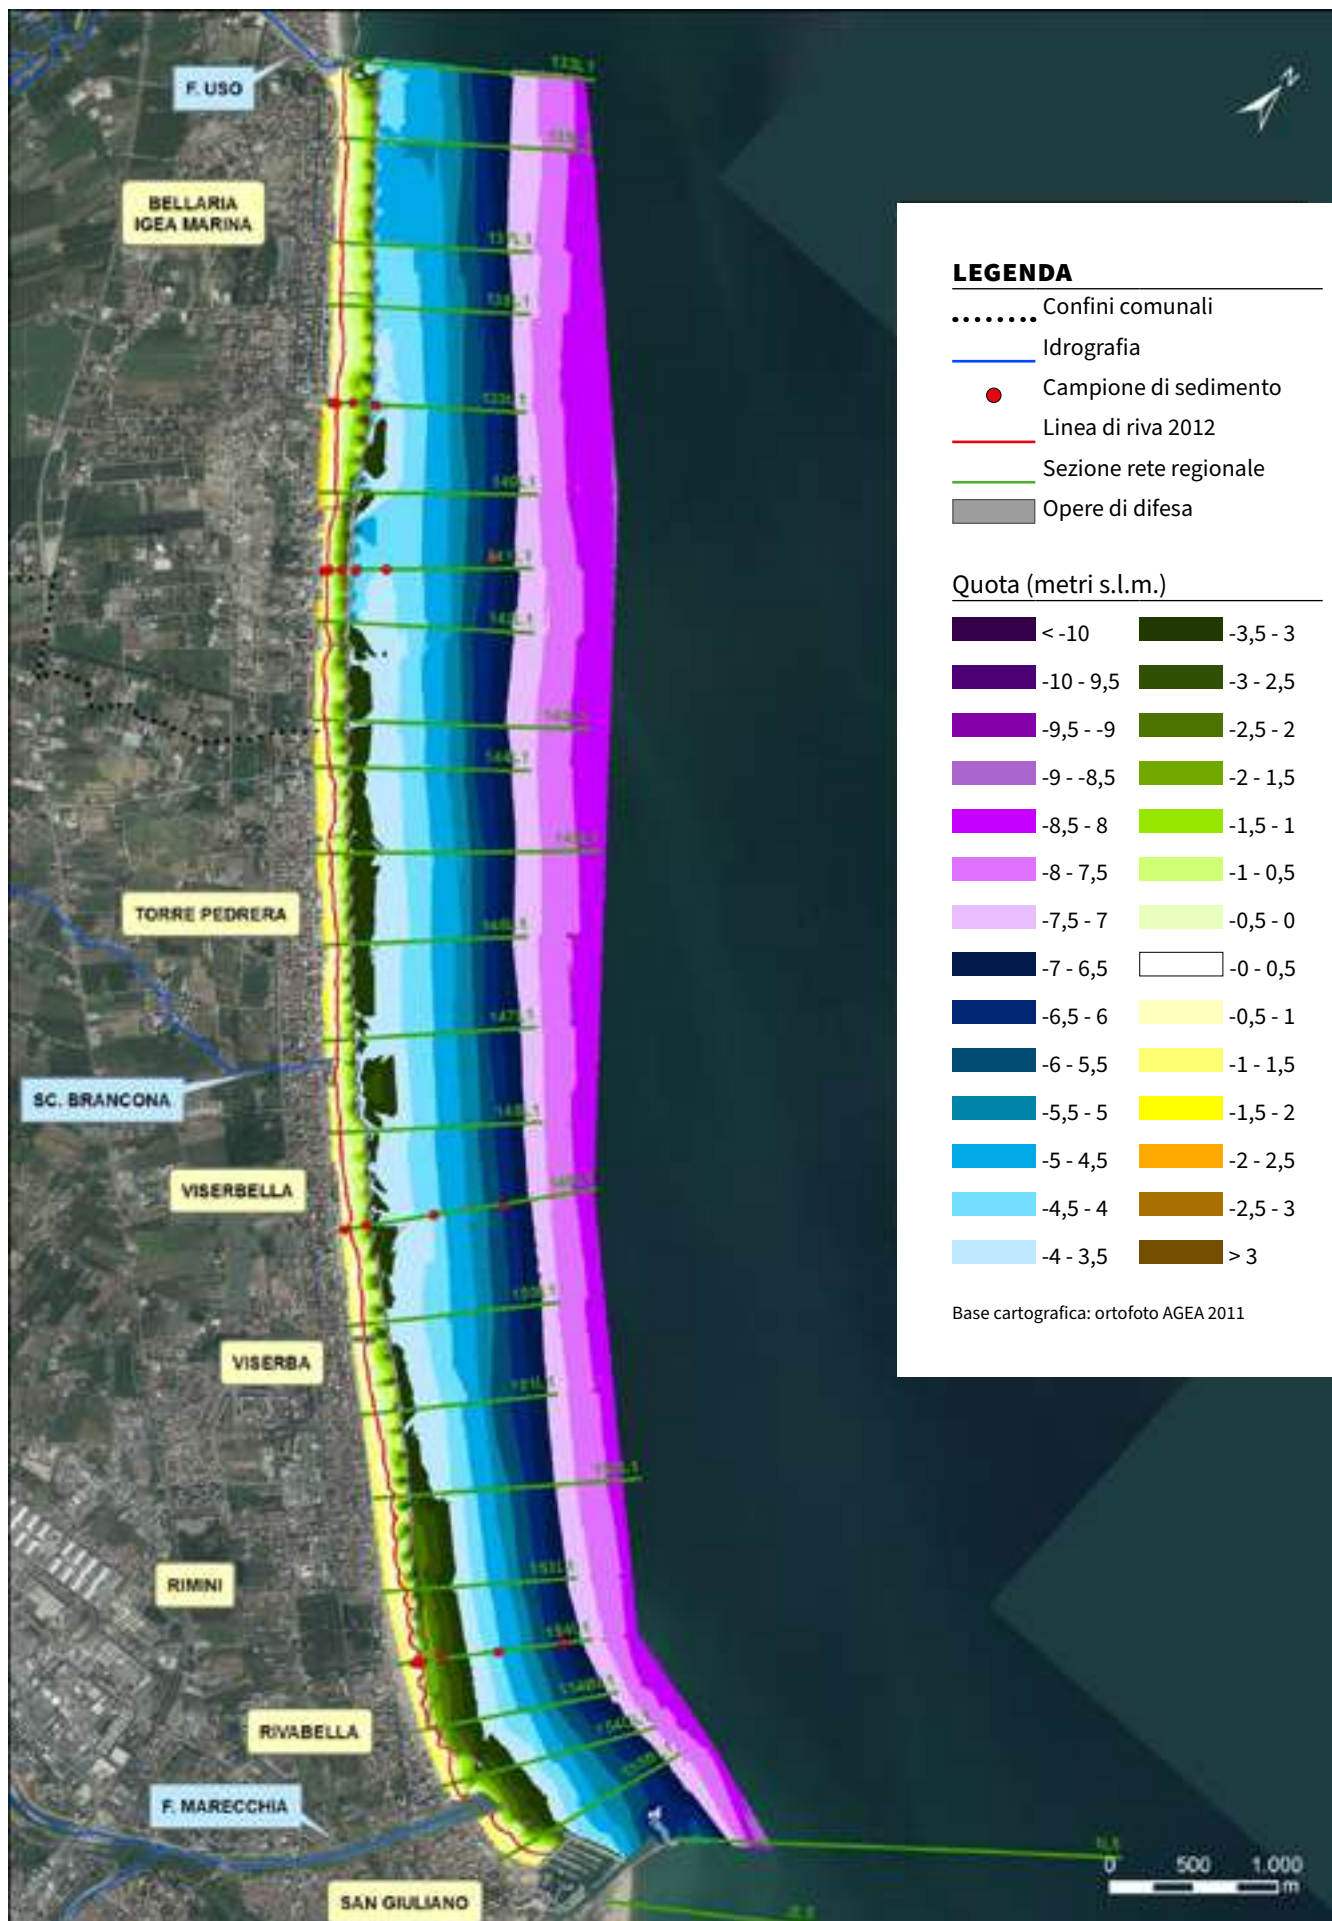 F. USO
N
BELLARIA
IGEA MARINA
TORRE PEDRERA
SC. BRANCONA
VISERBELLA
VISERBA
RIMINI
RIVABELLA
F. MARECCHIA
SAN GIULIANO
133L1
137L1
140L1
147L1
153L1
154L1
0 500 1.000
m
LEGENDA
Confini comunali
Idrografia
Campione di sedimento
Linea di riva 2012
Sezione rete regionale
Opere di difesa
Quota (metri s.l.m.)
< -10
-10 - 9,5
-9,5 - -9
-9 - -8,5
-8,5 - 8
-8 - 7,5
-7,5 - 7
-7 - 6,5
-6,5 - 6
-6 - 5,5
-5,5 - 5
-5 - 4,5
-4,5 - 4
-4 - 3,5
-3,5 - 3
-3 - 2,5
-2,5 - 2
-2 - 1,5
-1,5 - 1
-1 - 0,5
-0,5 - 0
-0 - 0,5
-0,5 - 1
-1 - 1,5
-1,5 - 2
-2 - 2,5
-2,5 - 3
> 3
Base cartografica: ortofoto AGEA 2011